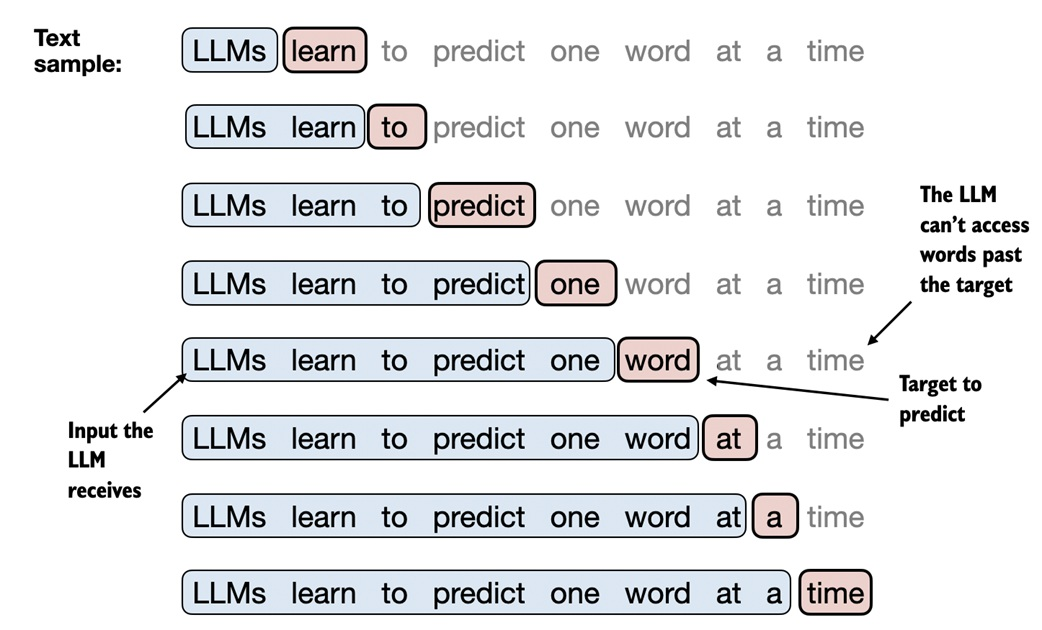 Text
sample:
LLMs learn to predict one word at a time
LLMs learn to predict one word at a time
LLMs learn to predict one word at a time
LLMs learn to predict one word at a time
LLMs learn to predict one word at a time
LLMs learn to predict one word at a time
LLMs learn to predict one word at a time
LLMs learn to predict one word at a time
The LLM
can't access
words past
the target
Target to
predict
Input the
LLM
receives